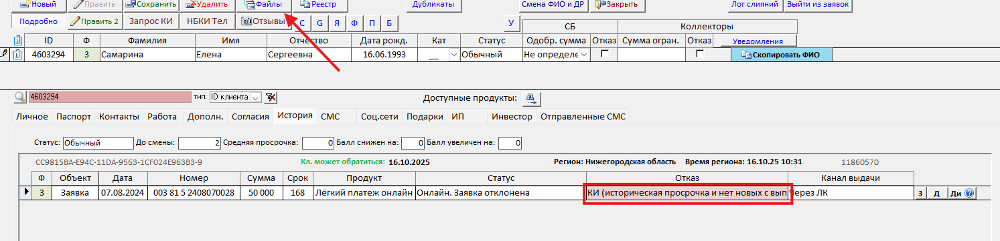 Новый Править Сохранить Удалить Файлы Реестр Дубликаты Смена ФИО и ДР Закрыть Лог слияний Выйти из заявок
Подробно Править 2 Запрос КИ НБКИ Тел Отзывы С G Я Ф П Б У СБ Коллекторы
ID Ф Фамилия Имя Отчество Дата рожд. Кат Статус Одобр. сумма Отказ Сумма огран. Отказ Уведомления
4603294 3 Самарина Елена Сергеевна 16.06.1993 __ Обычный Не определе Скопировать ФИО
4603294 тип: ID клиента Доступные продукты:
Личное Паспорт Контакты Работа Дополн. Согласия История СМС Соц.сети Подарки ИП Инвестор Отправленные СМС
Статус: Обычный До смены: 2 Средняя просрочка: 0 Балл снижен на: 0 Балл увеличен на: 0
CC9815BA-E94C-11DA-9563-1CF024E963B3-9 Кл. может обратиться: 16.10.2025 Регион: Нижегородская область Время региона: 16.10.25 10:31 11860570
Ф Объект Дата Номер Сумма Срок Продукт Статус Отказ Канал выдачи
3 Заявка 07.08.2024 003 81 5 2408070028 50 000 168 Лёгкий платеж онлайн Онлайн. Заявка отклонена КИ (историческая просрочка и нет новых с вып Через ЛК З Д Ди ?